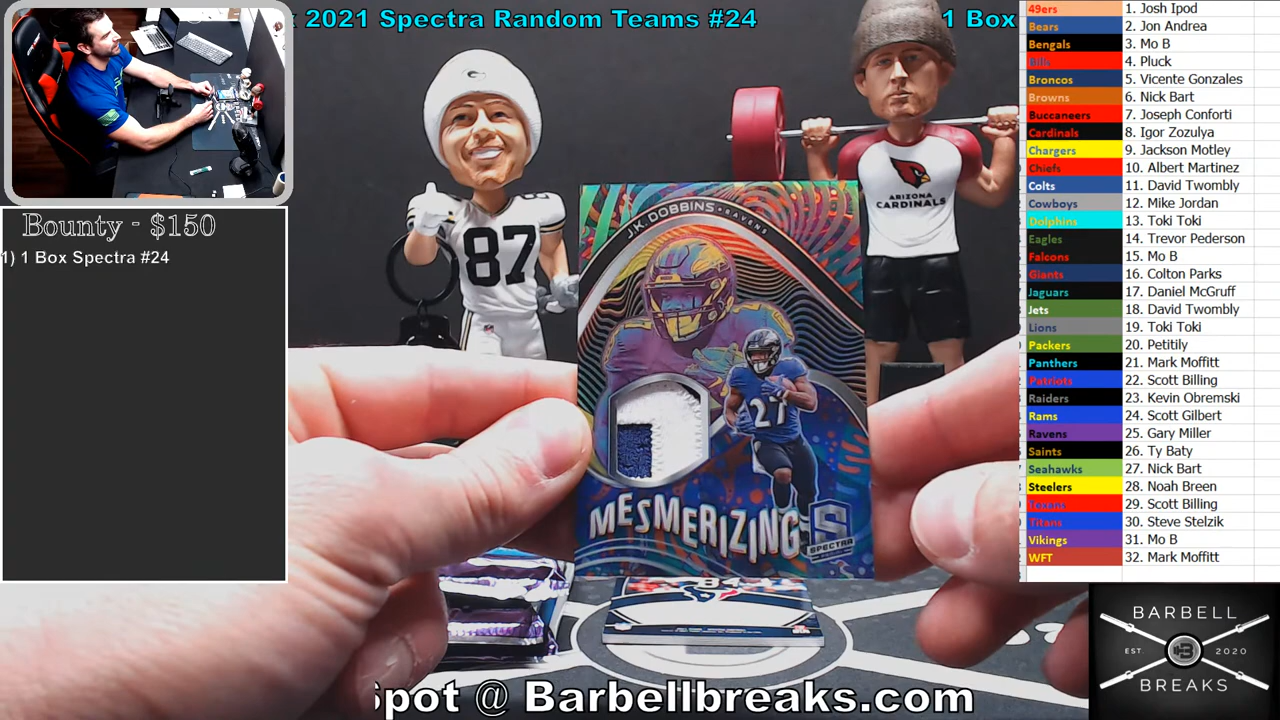 x 2021 Spectra Random Teams #24
1 Box
Bounty - $150
1) 1 Box Spectra #24
49ers 1. Josh Ipod
Bears 2. Jon Andrea
Bengals 3. Mo B
Bills 4. Pluck
Broncos 5. Vicente Gonzales
Browns 6. Nick Bart
Buccaneers 7. Joseph Conforti
Cardinals 8. Igor Zozulya
Chargers 9. Jackson Motley
Chiefs 10. Albert Martinez
Colts 11. David Twombly
Cowboys 12. Mike Jordan
Dolphins 13. Toki Toki
Eagles 14. Trevor Pederson
Falcons 15. Mo B
Giants 16. Colton Parks
Jaguars 17. Daniel McGruff
Jets 18. David Twombly
Lions 19. Toki Toki
Packers 20. Petitily
Panthers 21. Mark Moffitt
Patriots 22. Scott Billing
Raiders 23. Kevin Obremski
Rams 24. Scott Gilbert
Ravens 25. Gary Miller
Saints 26. Ty Baty
Seahawks 27. Nick Bart
Steelers 28. Noah Breen
Texans 29. Scott Billing
Titans 30. Steve Stelzik
Vikings 31. Mo B
WFT 32. Mark Moffitt
G
87
ARIZONA
CARDINALS
J.K. DOBBINS • RAVENS
27
MESMERIZING
S
SPECTRA
BARBELL
EST. B 2020
BREAKS
Spot @ Barbellbreaks.com